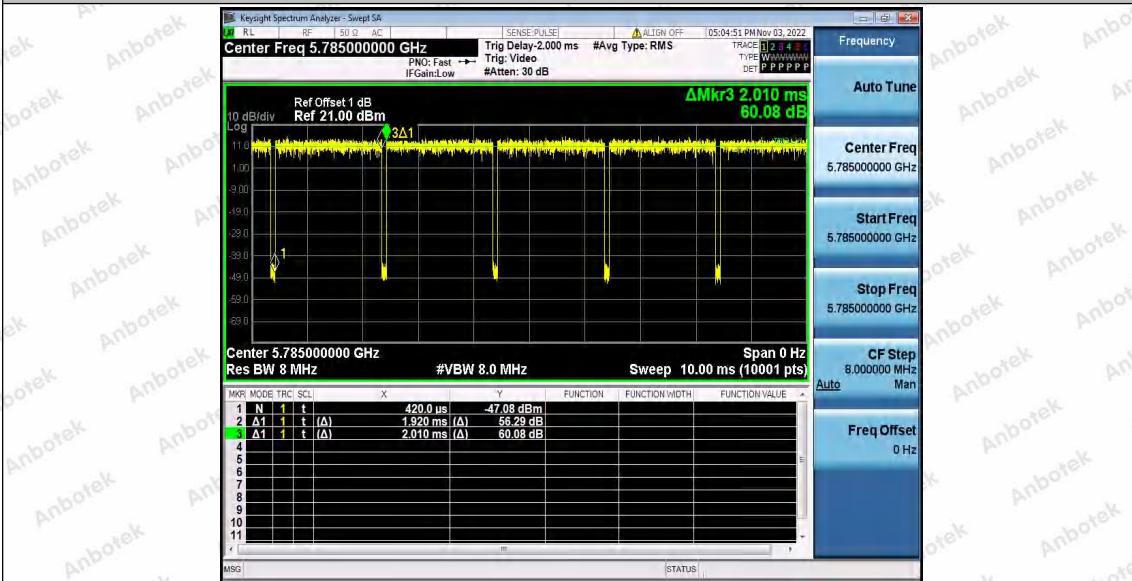 Keysight Spectrum Analyzer - Swept SA
RL RF 50 Ω AC SENSE:PULSE ALIGN OFF 05:04:51 PM Nov 03, 2022
Center Freq 5.785000000 GHz
PNO: Fast
IFGain:Low
Trig Delay-2.000 ms
Trig: Video
#Atten: 30 dB
#Avg Type: RMS
TRACE 1 2 3 4 5 6
TYPE WWWWWW
DET P P P P P P
Frequency
Auto Tune
Center Freq
5.785000000 GHz
Start Freq
5.785000000 GHz
Stop Freq
5.785000000 GHz
CF Step
8.000000 MHz
Auto Man
Freq Offset
0 Hz
ΔMkr3 2.010 ms
60.08 dB
Ref Offset 1 dB
10 dB/div Ref 21.00 dBm
Log
3Δ1
11.0
1.00
-9.00
-19.0
-29.0
-39.0
-49.0
-59.0
-69.0
1
Center 5.785000000 GHz Span 0 Hz
Res BW 8 MHz #VBW 8.0 MHz Sweep 10.00 ms (10001 pts)
MKR MODE TRC SCL X Y FUNCTION FUNCTION WIDTH FUNCTION VALUE
1 N 1 t 420.0 µs -47.08 dBm
2 Δ1 1 t (Δ) 1.920 ms (Δ) 56.29 dB
3 Δ1 1 t (Δ) 2.010 ms (Δ) 60.08 dB
4
5
6
7
8
9
10
11
MSG STATUS
Anbotek